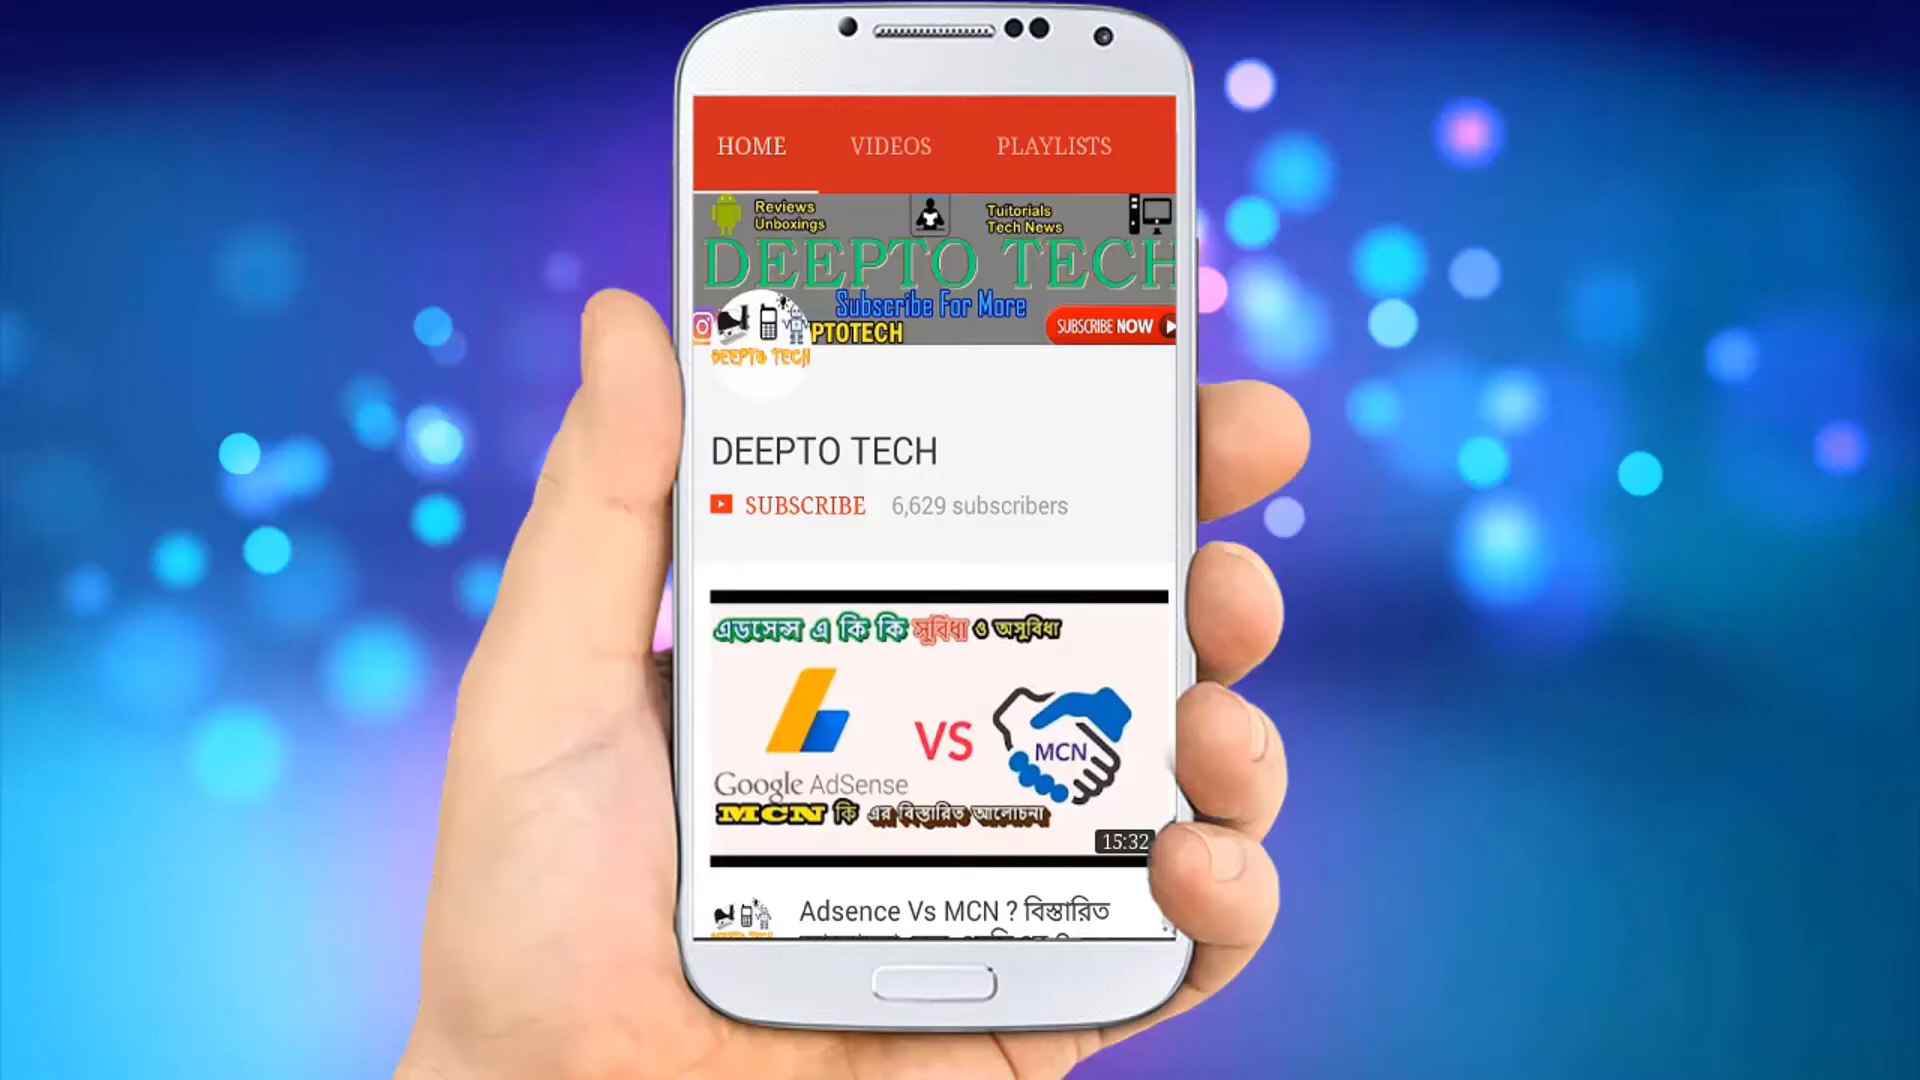 HOME VIDEOS PLAYLISTS
Reviews
Unboxings
Tuitorials
Tech News
DEEPTO TECH
Subscribe For More
PTOTECH
SUBSCRIBE NOW
DEEPTO TECH
DEEPTO TECH
SUBSCRIBE 6,629 subscribers
এডসেন্স এ কি কি সুবিধা ও অসুবিধা
VS
MCN
Google AdSense
MCN কি এর বিস্তারিত আলোচনা
15:32
Adsence Vs MCN ? বিস্তারিত